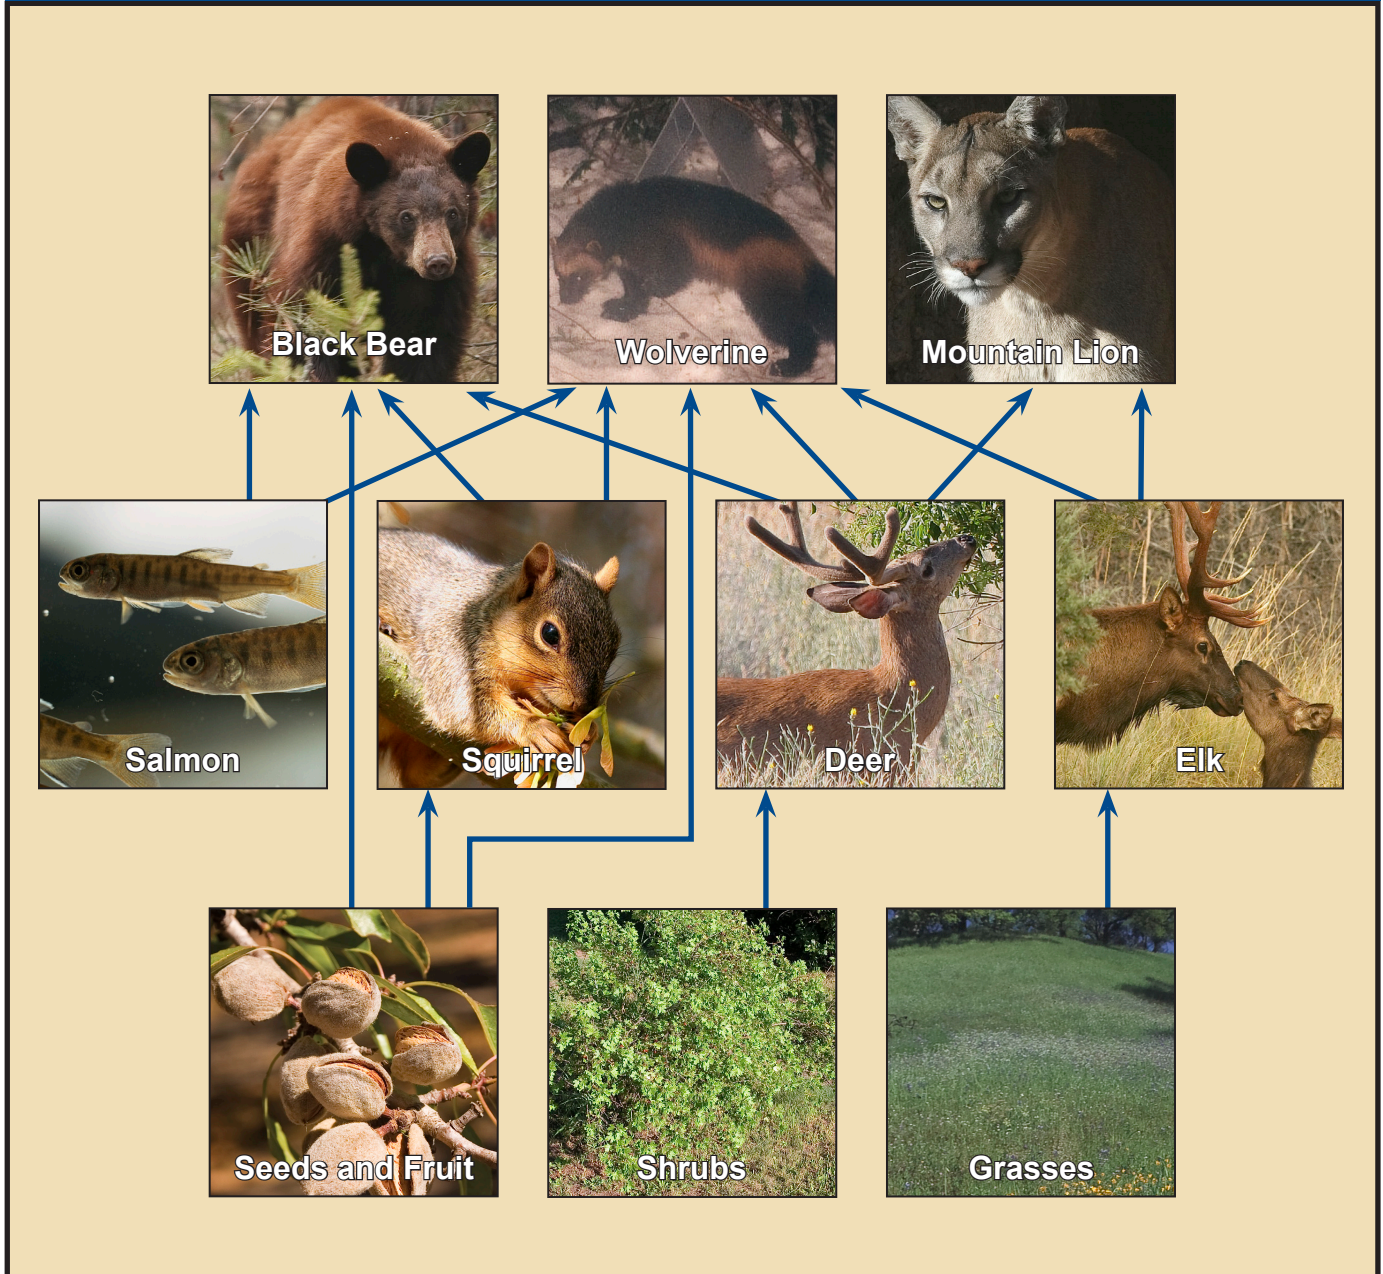 Black Bear
Wolverine
Mountain Lion
Salmon
Squirrel
Deer
Elk
Seeds and Fruit
Shrubs
Grasses